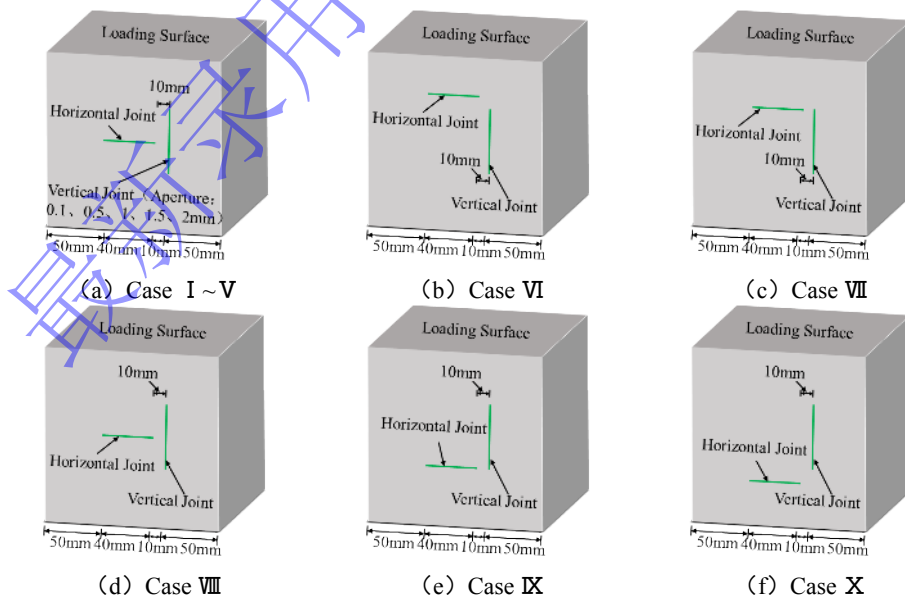 Loading Surface
10mm
Horizontal Joint
Vertical Joint（Aperture：
0.1、0.5、1、1.5、2mm）
50mm 40mm 10mm 50mm
（a）Case Ⅰ~Ⅴ
Loading Surface
Horizontal Joint
10mm
Vertical Joint
50mm 40mm 10mm 50mm
（b）Case Ⅵ
Loading Surface
Horizontal Joint
10mm
Vertical Joint
50mm 40mm 10mm 50mm
（c）Case Ⅶ
Loading Surface
10mm
Horizontal Joint
Vertical Joint
50mm 40mm 10mm 50mm
（d）Case Ⅷ
Loading Surface
10mm
Horizontal Joint
Vertical Joint
50mm 40mm 10mm 50mm
（e）Case Ⅸ
Loading Surface
10mm
Horizontal Joint
Vertical Joint
50mm 40mm 10mm 50mm
（f）Case Ⅹ
最新录用